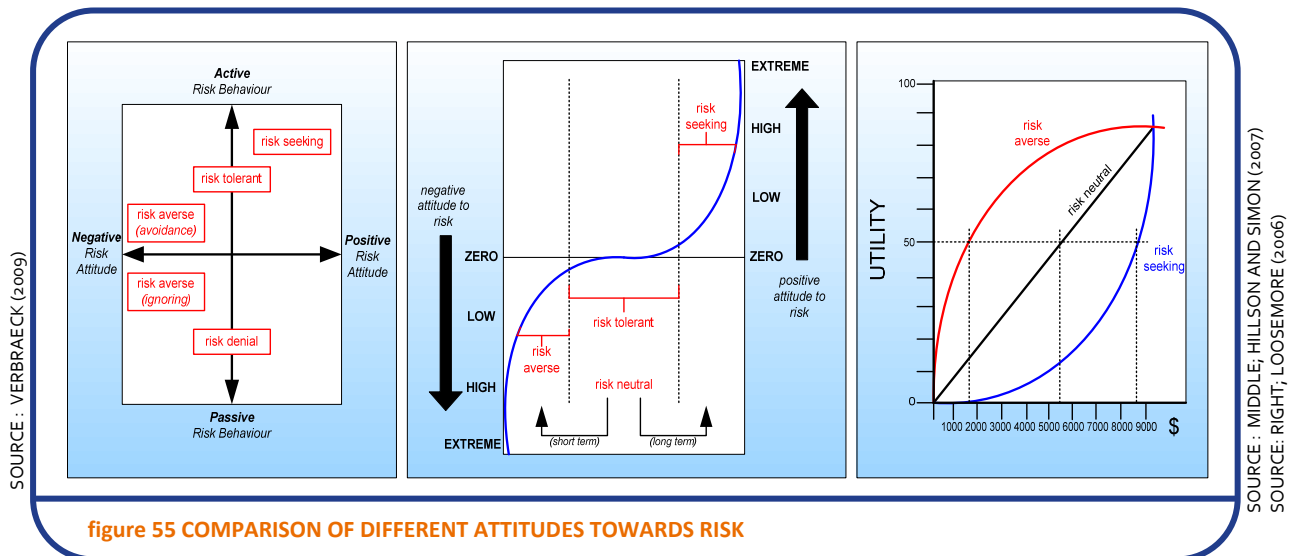 SOURCE : VERBRAECK (2009)
Active
Risk Behaviour
risk seeking
risk tolerant
risk averse
(avoidance)
Negative
Risk
Attitude
Positive
Risk
Attitude
risk averse
(ignoring)
risk denial
Passive
Risk Behaviour
negative
attitude to
risk
ZERO
LOW
HIGH
EXTREME
risk
seeking
risk tolerant
risk
averse
risk neutral
(short term)
(long term)
EXTREME
HIGH
LOW
ZERO
positive
attitude to
risk
UTILITY
100
50
0
risk
averse
risk neutral
risk
seeking
1000 2000 3000 4000 5000 6000 7000 8000 9000 $
SOURCE : MIDDLE; HILLSON AND SIMON (2007)
SOURCE: RIGHT; LOOSEMORE (2006)
figure 55 COMPARISON OF DIFFERENT ATTITUDES TOWARDS RISK